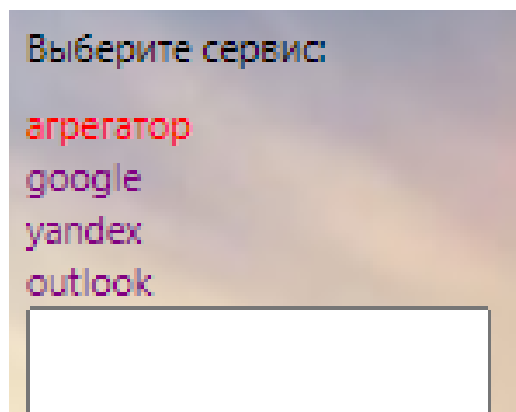 Выберите сервис:
агрегатор
google
yandex
outlook